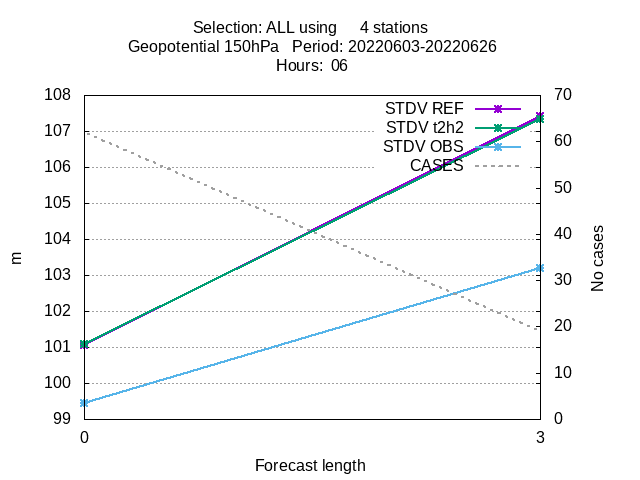 Selection: ALL using 4 stations
Geopotential 150hPa Period: 20220603-20220626
Hours: 06
108
107
106
105
104
103
102
101
100
99
70
60
50
40
30
20
10
0
STDV REF
STDV t2h2
STDV OBS
CASES
m
No cases
0
3
Forecast length